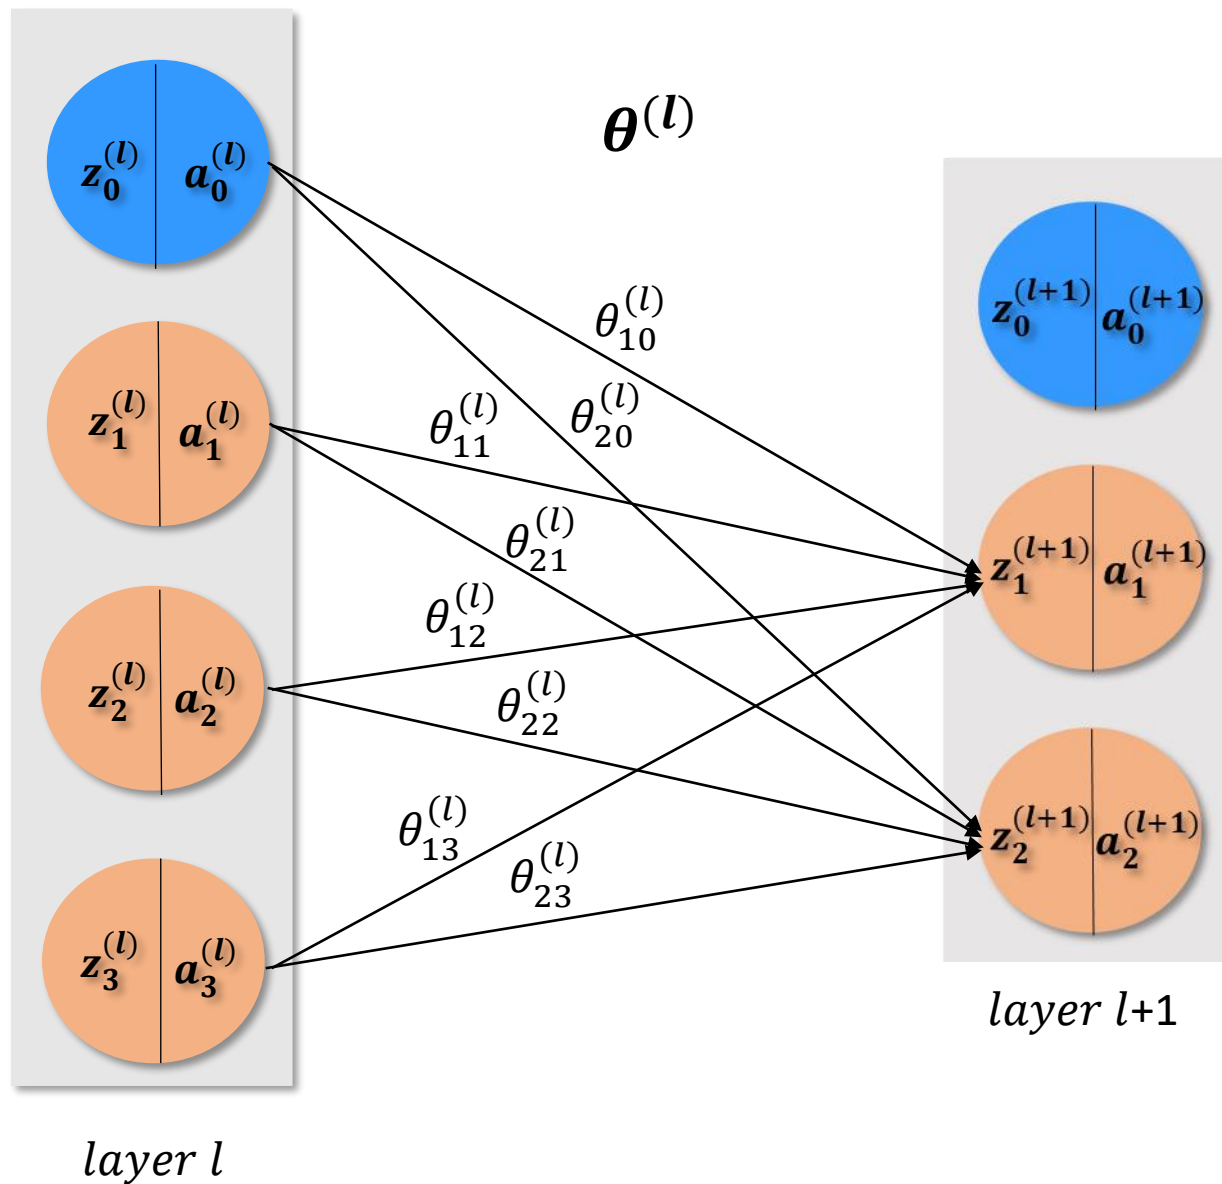 θ^(l)
z_0^(l) a_0^(l)
z_0^(l+1) a_0^(l+1)
θ_10^(l)
θ_20^(l)
θ_11^(l)
z_1^(l) a_1^(l)
θ_21^(l)
z_1^(l+1) a_1^(l+1)
θ_12^(l)
z_2^(l) a_2^(l)
θ_22^(l)
θ_13^(l)
z_2^(l+1) a_2^(l+1)
θ_23^(l)
z_3^(l) a_3^(l)
layer l+1
layer l